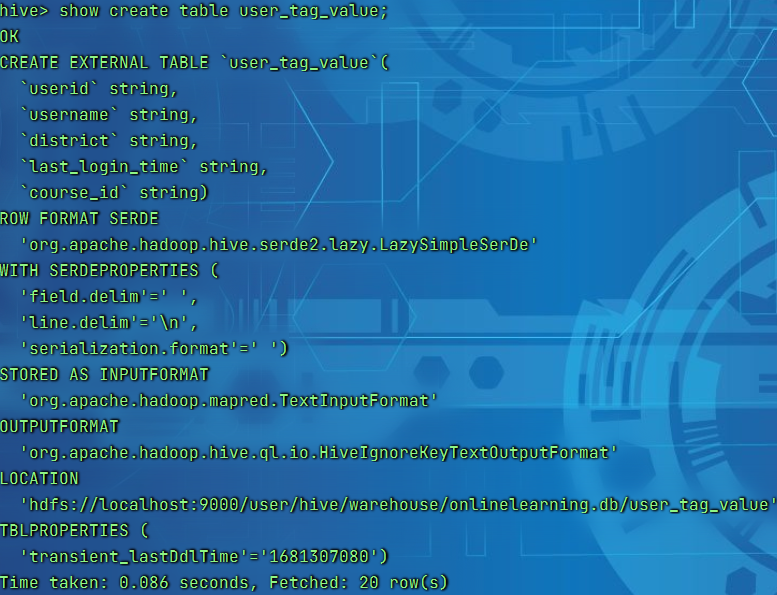 hive> show create table user_tag_value;
OK
CREATE EXTERNAL TABLE `user_tag_value`(
  `userid` string,
  `username` string,
  `district` string,
  `last_login_time` string,
  `course_id` string)
ROW FORMAT SERDE
  'org.apache.hadoop.hive.serde2.lazy.LazySimpleSerDe'
WITH SERDEPROPERTIES (
  'field.delim'=' ',
  'line.delim'='\n',
  'serialization.format'=' ')
STORED AS INPUTFORMAT
  'org.apache.hadoop.mapred.TextInputFormat'
OUTPUTFORMAT
  'org.apache.hadoop.hive.ql.io.HiveIgnoreKeyTextOutputFormat'
LOCATION
  'hdfs://localhost:9000/user/hive/warehouse/onlinelearning.db/user_tag_value'
TBLPROPERTIES (
  'transient_lastDdlTime'='1681307080')
Time taken: 0.086 seconds, Fetched: 20 row(s)